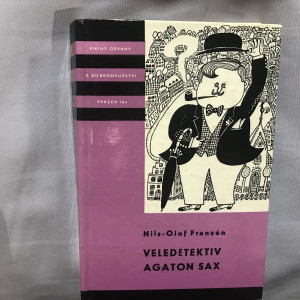 KNIHY ODVAHY
A DOBRODRUŽSTVÍ
SVAZEK 104
Nils-Olof Franzén
VELEDETEKTIV
AGATON SAX